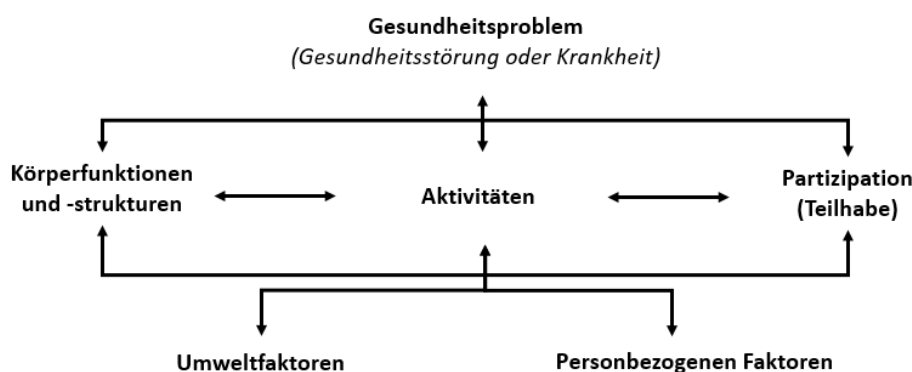 Gesundheitsproblem
(Gesundheitsstörung oder Krankheit)
Körperfunktionen
und -strukturen
Aktivitäten
Partizipation
(Teilhabe)
Umweltfaktoren
Personbezogenen Faktoren